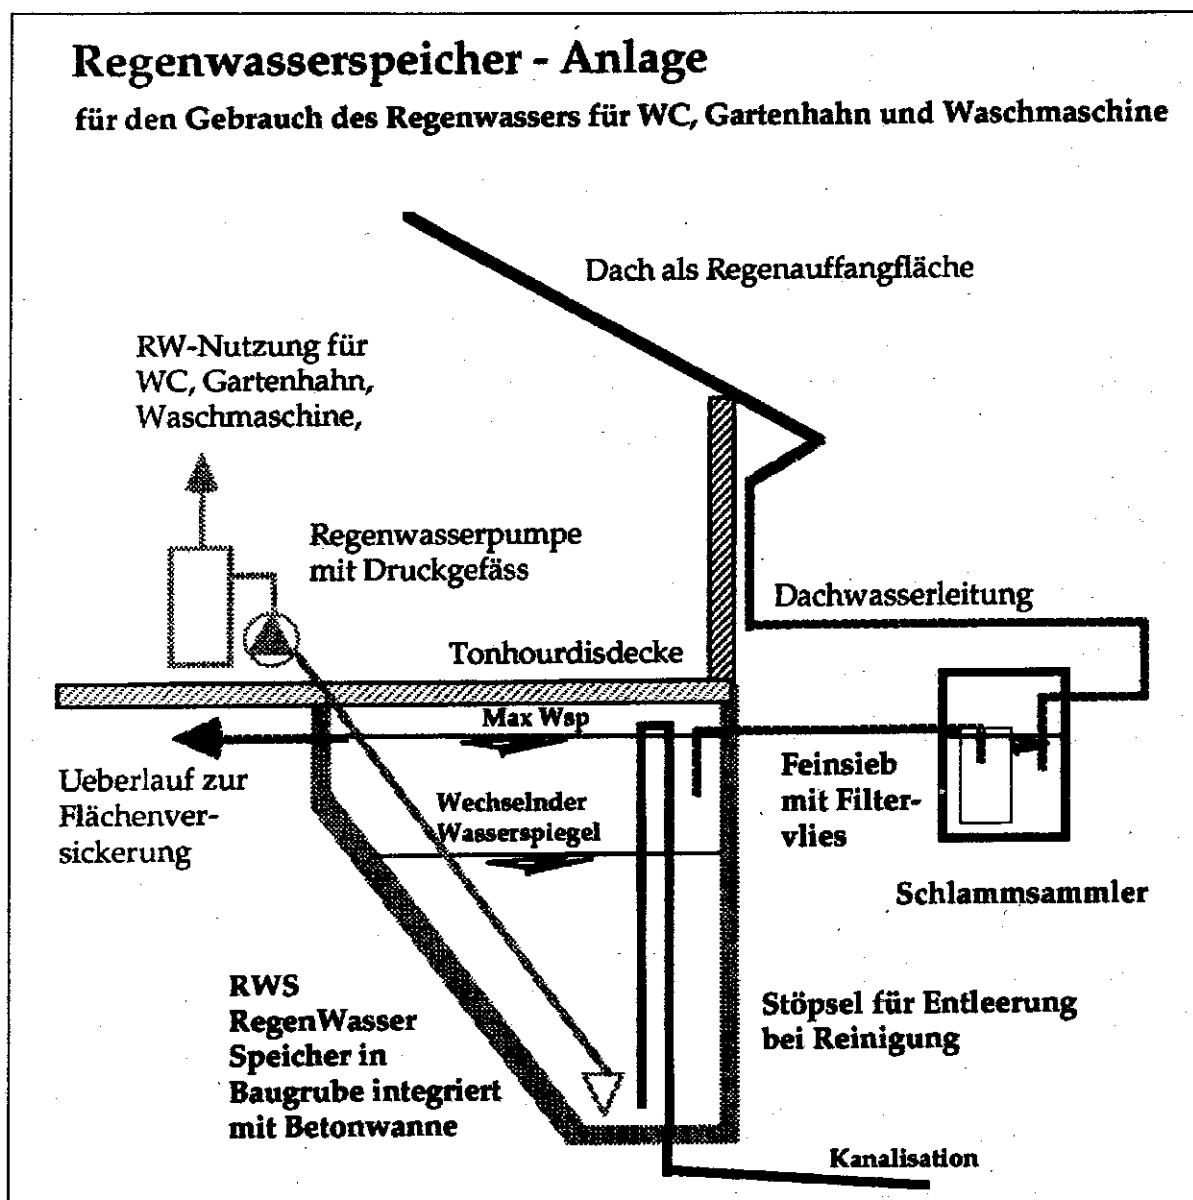 Regenwasserspeicher - Anlage
für den Gebrauch des Regenwassers für WC, Gartenhahn und Waschmaschine
Dach als Regenauffangfläche
RW-Nutzung für
WC, Gartenhahn,
Waschmaschine,
Regenwasserpumpe
mit Druckgefäss
Dachwasserleitung
Tonhourdisdecke
Max Wsp
Ueberlauf zur
Flächenver-
sickerung
Wechselnder
Wasserspiegel
Feinsieb
mit Filter-
vlies
Schlammsammler
RWS
RegenWasser
Speicher in
Baugrube integriert
mit Betonwanne
Stöpsel für Entleerung
bei Reinigung
Kanalisation